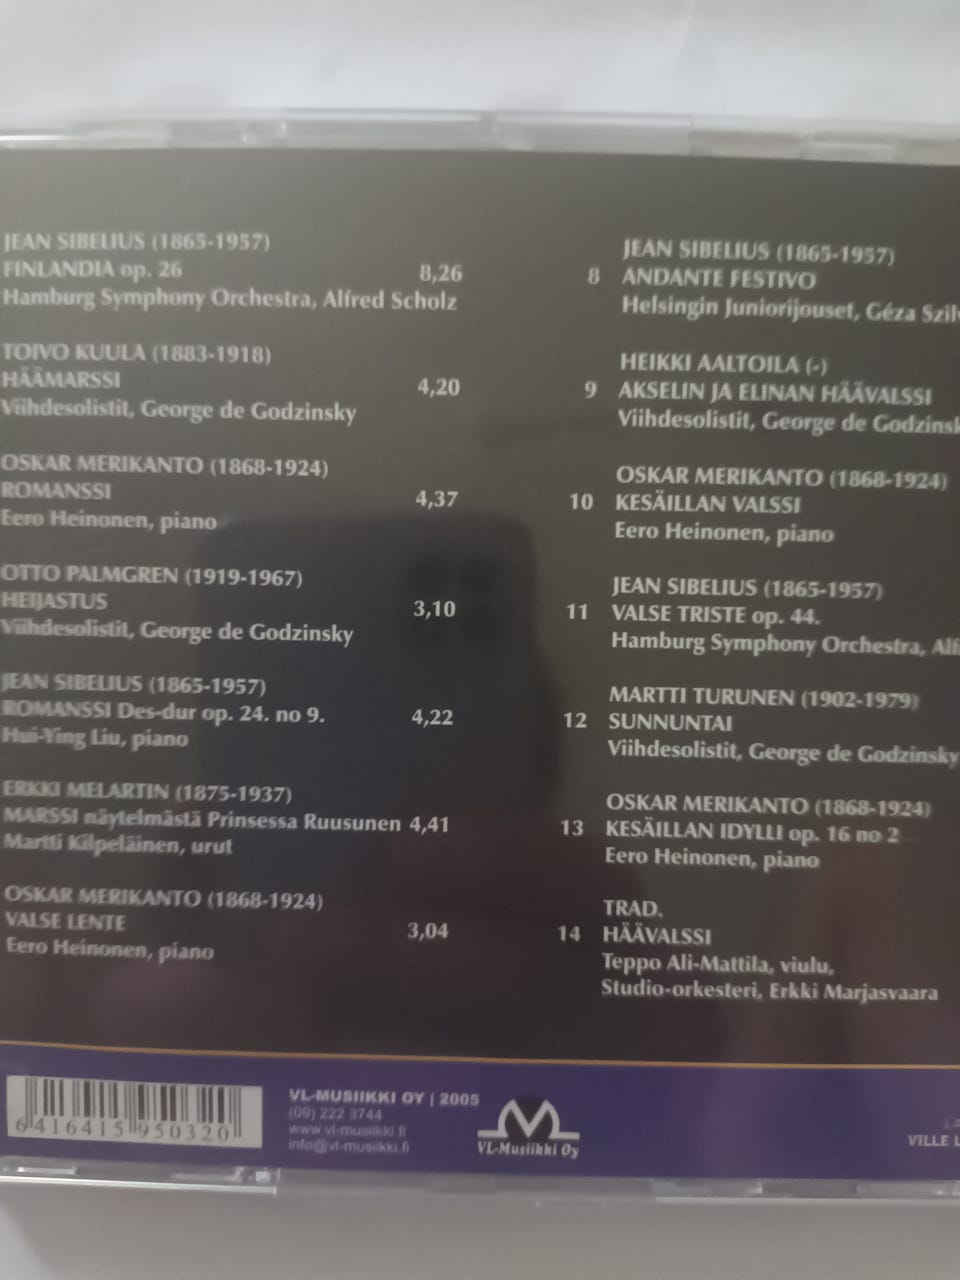 JEAN SIBELIUS (1865-1957)
FINLANDIA op. 26 8,26
Hamburg Symphony Orchestra, Alfred Scholz
TOIVO KUULA (1883-1918)
HÄÄMARSSI 4,20
Viihdesolistit, George de Godzinsky
OSKAR MERIKANTO (1868-1924)
ROMANSSI 4,37
Eero Heinonen, piano
OTTO PALMGREN (1919-1967)
HEIJASTUS 3,10
Viihdesolistit, George de Godzinsky
JEAN SIBELIUS (1865-1957)
ROMANSSI Des-dur op. 24. no 9. 4,22
Hui-Ying Liu, piano
ERKKI MELARTIN (1875-1937)
MARSSI näytelmästä Prinsessa Ruusunen 4,41
Martti Kilpeläinen, urut
OSKAR MERIKANTO (1868-1924)
VALSE LENTE 3,04
Eero Heinonen, piano
JEAN SIBELIUS (1865-1957)
8 ANDANTE FESTIVO
Helsingin Juniorijouset, Géza Szilv
HEIKKI AALTOILA (-)
9 AKSELIN JA ELINAN HÄÄVALSSI
Viihdesolistit, George de Godzinsk
OSKAR MERIKANTO (1868-1924)
10 KESÄILLAN VALSSI
Eero Heinonen, piano
JEAN SIBELIUS (1865-1957)
11 VALSE TRISTE op. 44.
Hamburg Symphony Orchestra, Alf
MARTTI TURUNEN (1902-1979)
12 SUNNUNTAI
Viihdesolistit, George de Godzinsky
OSKAR MERIKANTO (1868-1924)
13 KESÄILLAN IDYLLI op. 16 no 2
Eero Heinonen, piano
TRAD.
14 HÄÄVALSSI
Teppo Ali-Mattila, viulu,
Studio-orkesteri, Erkki Marjasvaara
6 416415 950320
VL-MUSIIKKI OY | 2005
(09) 222 3744
www.vl-musiikki.fi
info@vl-musiikki.fi
VL-Musiikki Oy
VILLE L